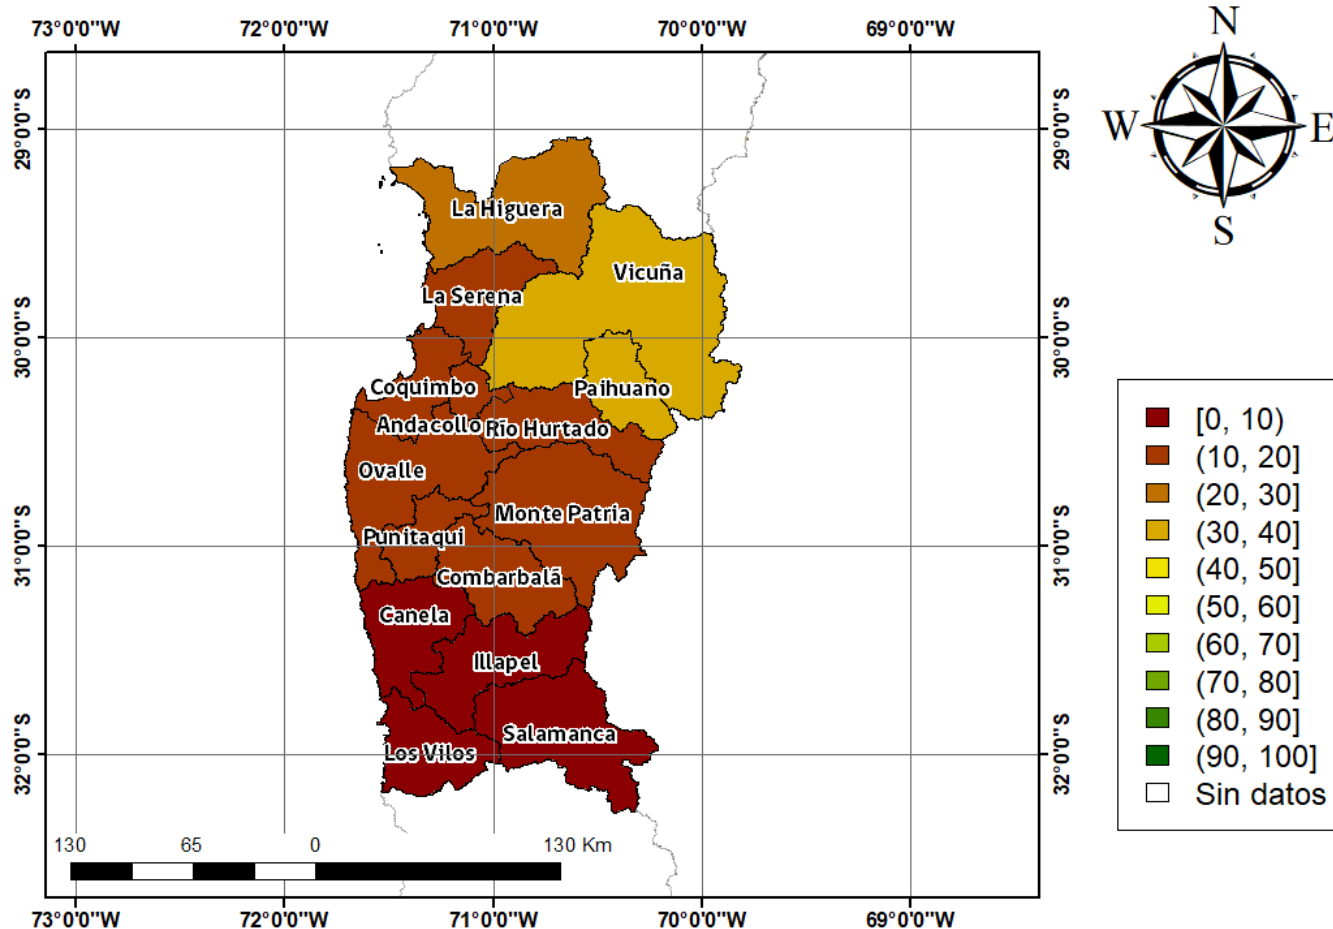 73°0'0"W 72°0'0"W 71°0'0"W 70°0'0"W 69°0'0"W
N
W E
S
29°0'0"S 29°0'0"S
La Higuera
Vicuña
La Serena
30°0'0"S 30°0'0"S
Coquimbo Paihuano
Andacollo Río Hurtado
Ovalle
Monte Patria
Punitaqui
31°0'0"S 31°0'0"S
Combarbalã
Canela
Illapel
Salamanca
Los Vilos
32°0'0"S 32°0'0"S
130 65 0 130 Km
73°0'0"W 72°0'0"W 71°0'0"W 70°0'0"W 69°0'0"W
[0, 10)
(10, 20]
(20, 30]
(30, 40]
(40, 50]
(50, 60]
(60, 70]
(70, 80]
(80, 90]
(90, 100]
Sin datos